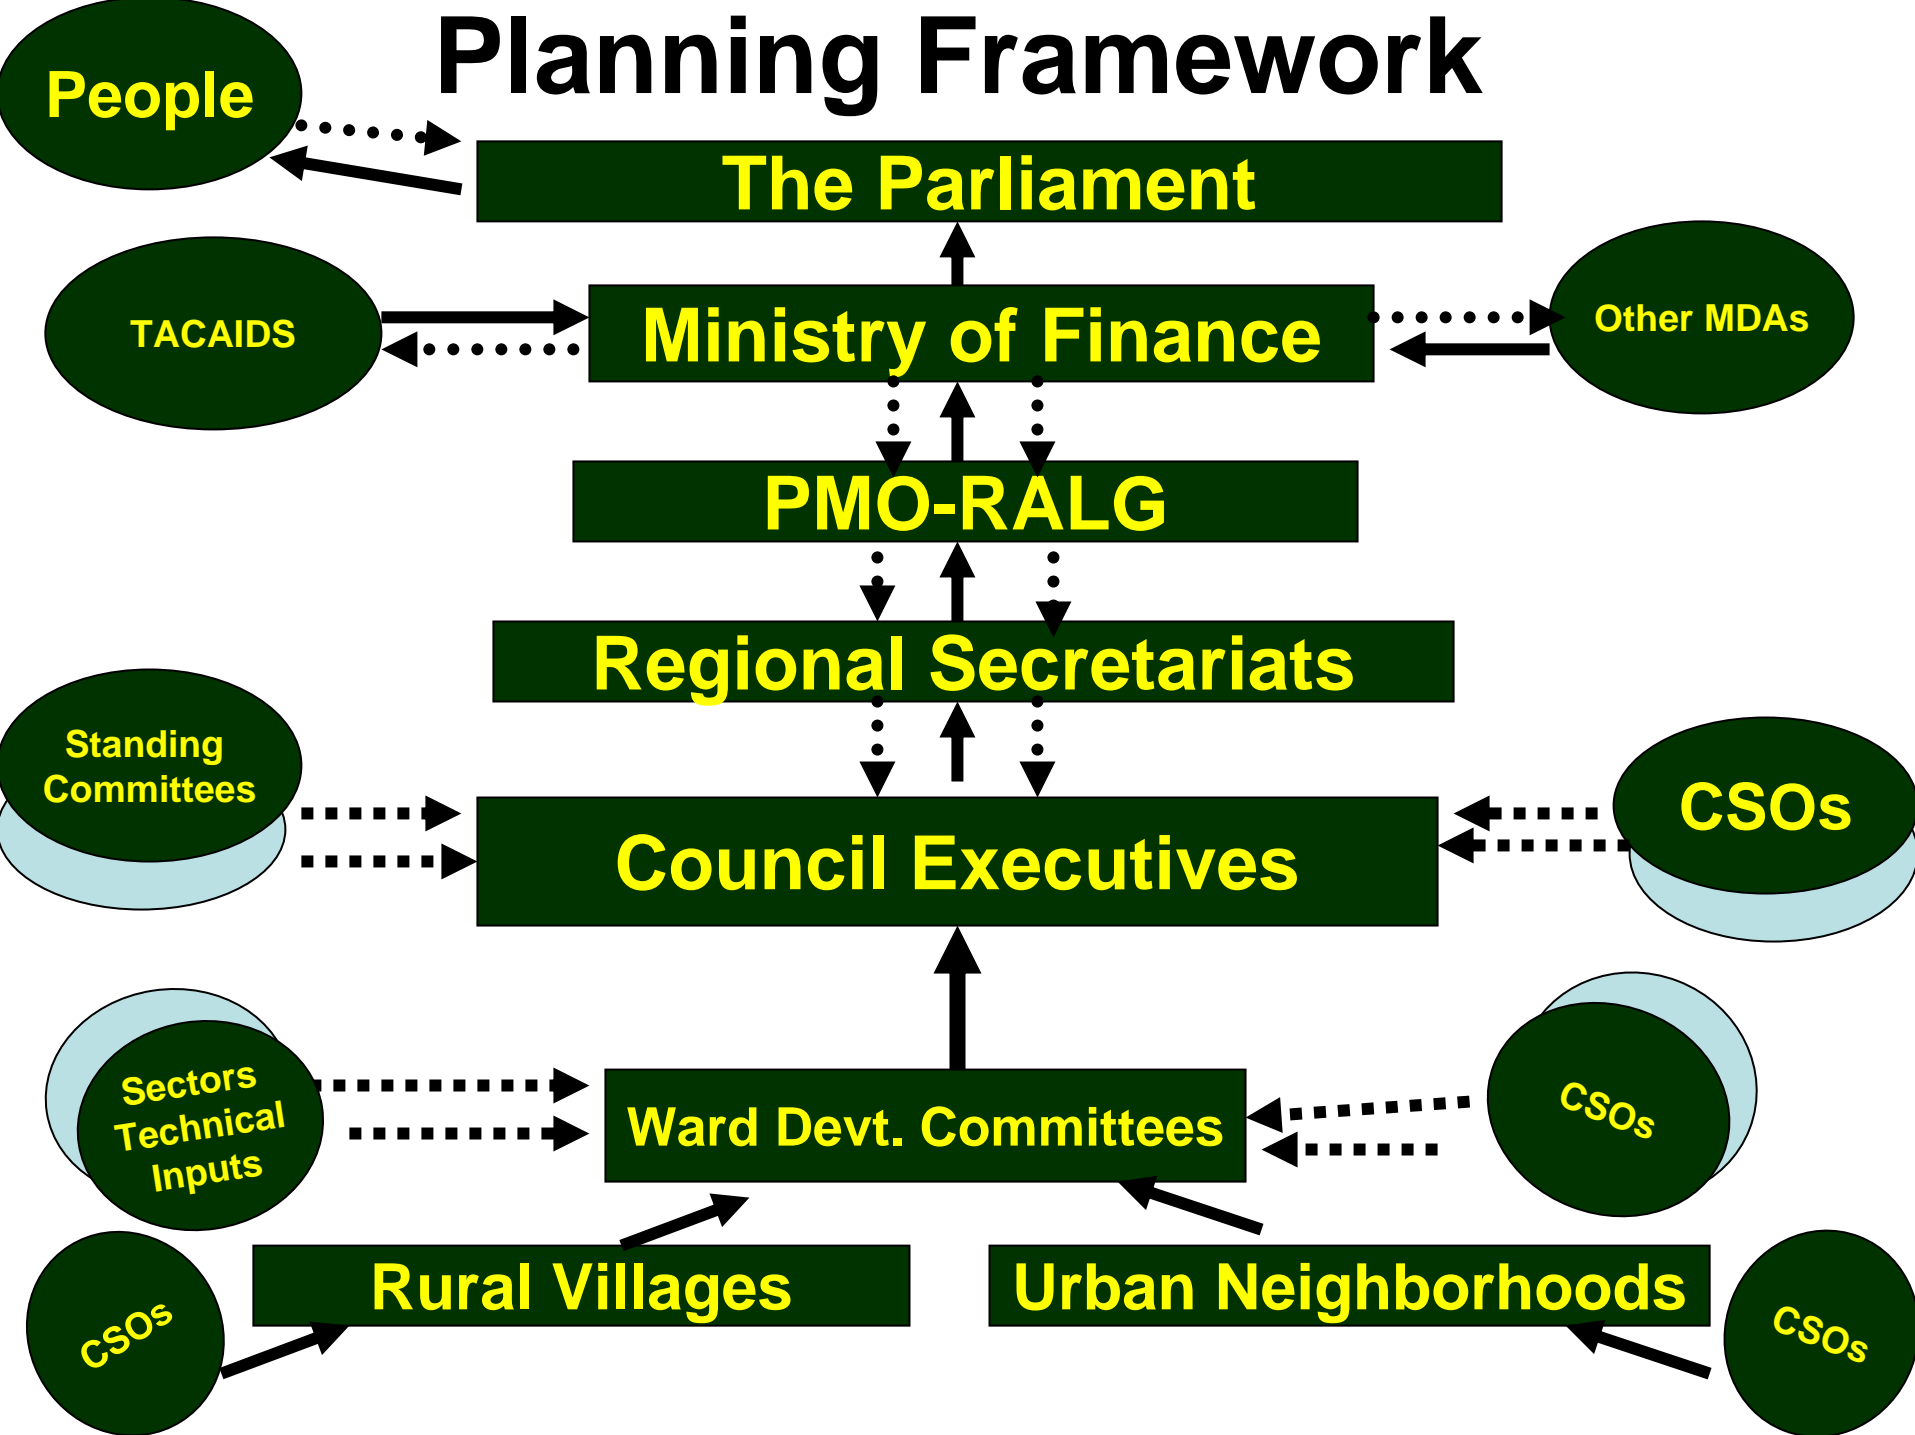 Planning Framework
People
The Parliament
TACAIDS
Ministry of Finance
Other MDAs
PMO-RALG
Regional Secretariats
Standing
Committees
CSOs
Council Executives
Sectors
Technical
Inputs
Ward Devt. Committees
CSOs
Rural Villages
Urban Neighborhoods
CSOs
CSOs